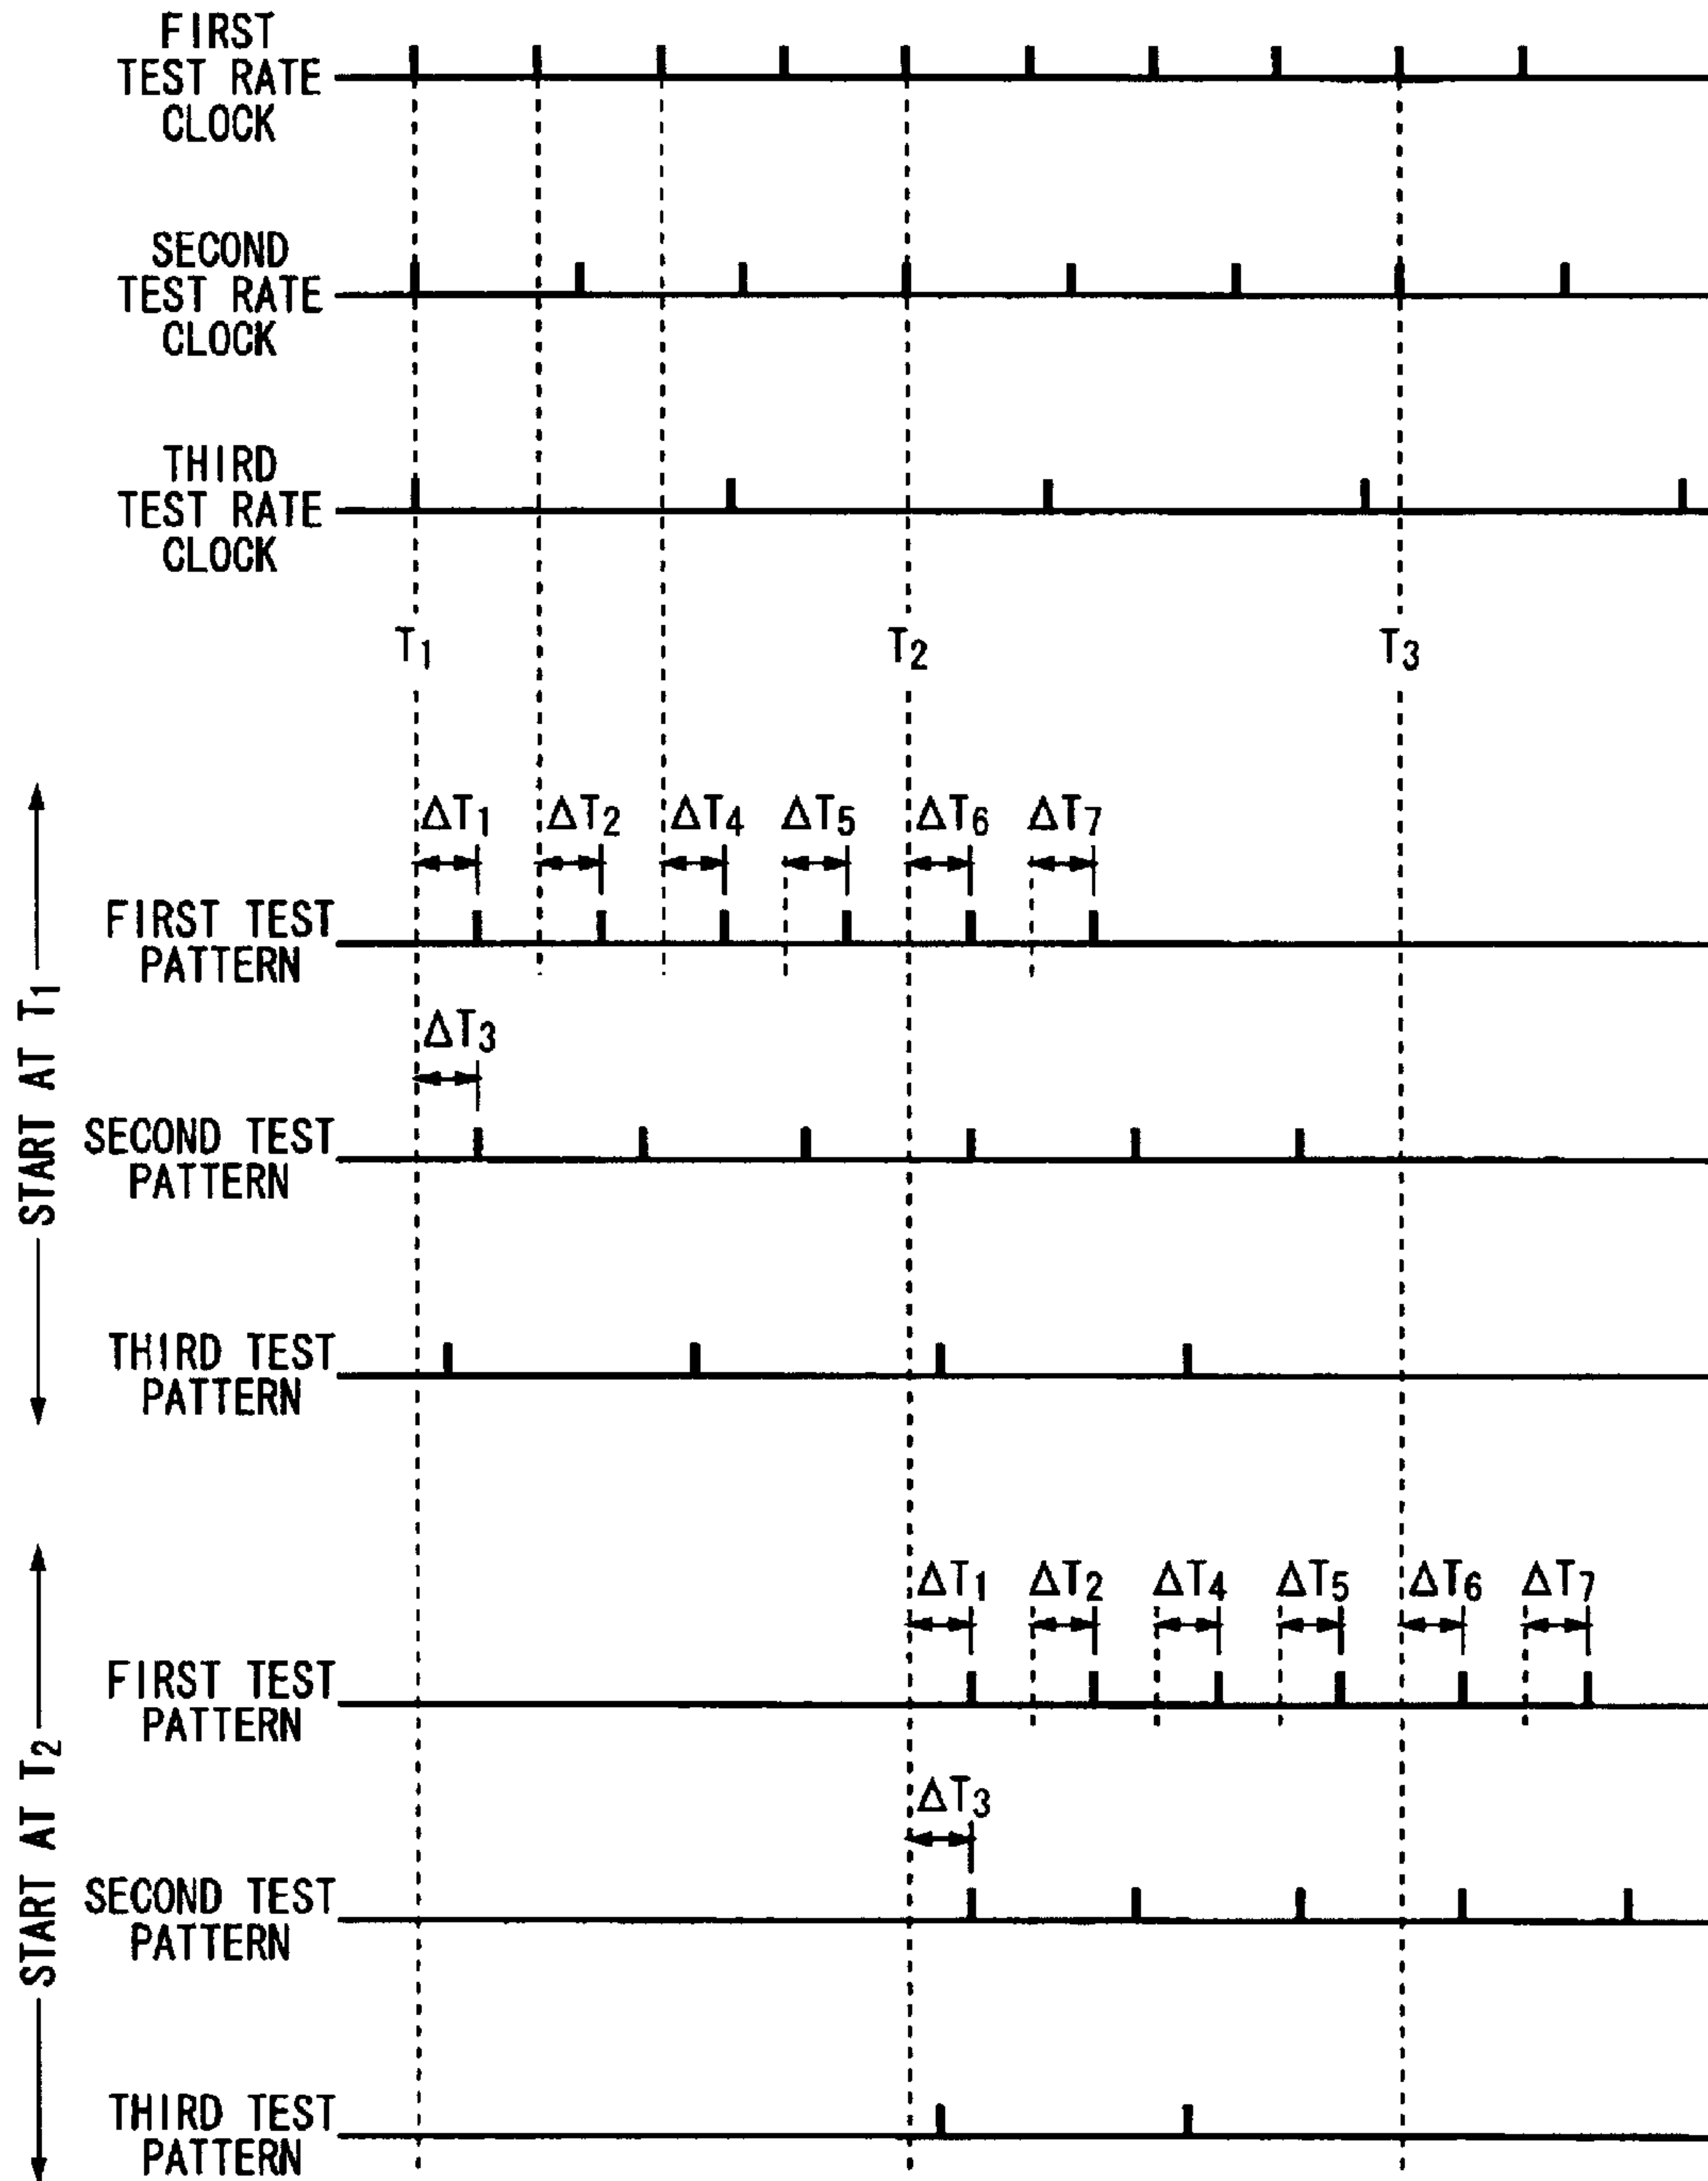 FIRST
TEST RATE
CLOCK
SECOND
TEST RATE
CLOCK
THIRD
TEST RATE
CLOCK
T1 T2 T3
START AT T1
ΔT1 ΔT2 ΔT4 ΔT5 ΔT6 ΔT7
FIRST TEST
PATTERN
ΔT3
SECOND TEST
PATTERN
THIRD TEST
PATTERN
START AT T2
ΔT1 ΔT2 ΔT4 ΔT5 ΔT6 ΔT7
FIRST TEST
PATTERN
ΔT3
SECOND TEST
PATTERN
THIRD TEST
PATTERN